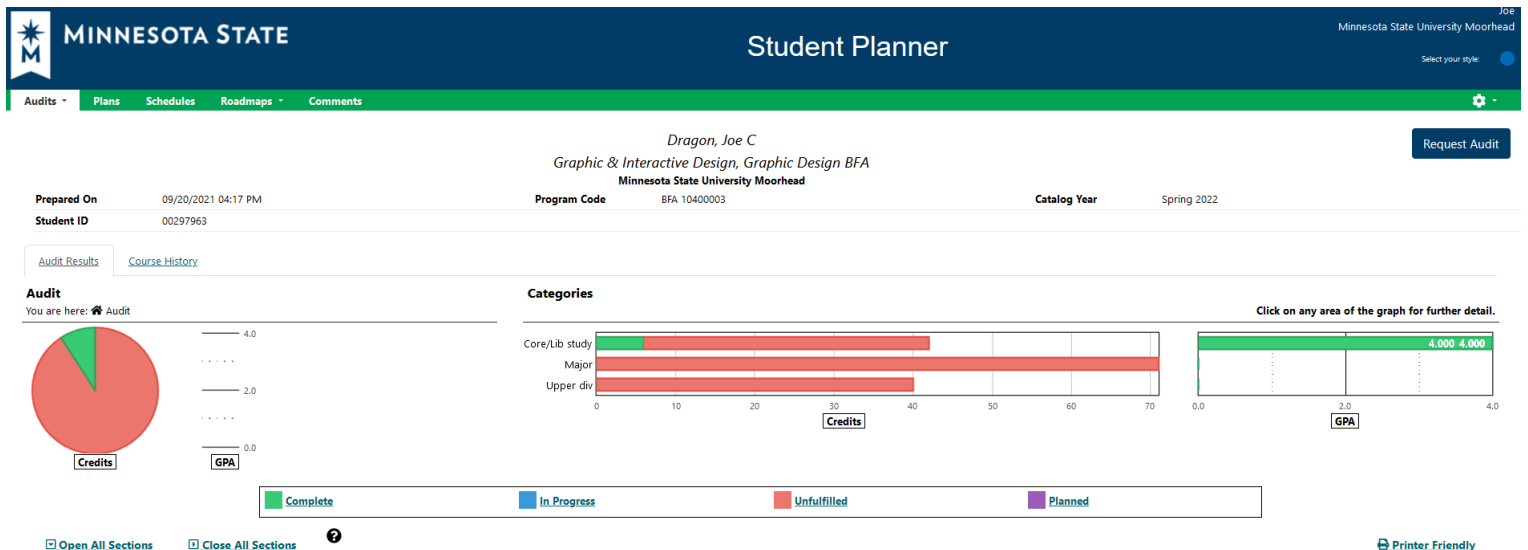 Joe
MINNESOTA STATE
Minnesota State University Moorhead
Student Planner
Select your style:
M
Audits Plans Schedules Roadmaps Comments
Dragon, Joe C
Request Audit
Graphic & Interactive Design, Graphic Design BFA
Minnesota State University Moorhead
Prepared On 09/20/2021 04:17 PM Program Code BFA 10400003 Catalog Year Spring 2022
Student ID 00297963
Audit Results Course History
Audit Categories
You are here: Audit Click on any area of the graph for further detail.
4.0
Core/Lib study 4.000 4.000
Major
Upper div
2.0
0 10 20 30 40 50 60 70 0.0 2.0 4.0
Credits GPA
0.0
Credits GPA
Complete In Progress Unfulfilled Planned
Open All Sections Close All Sections ? Printer Friendly